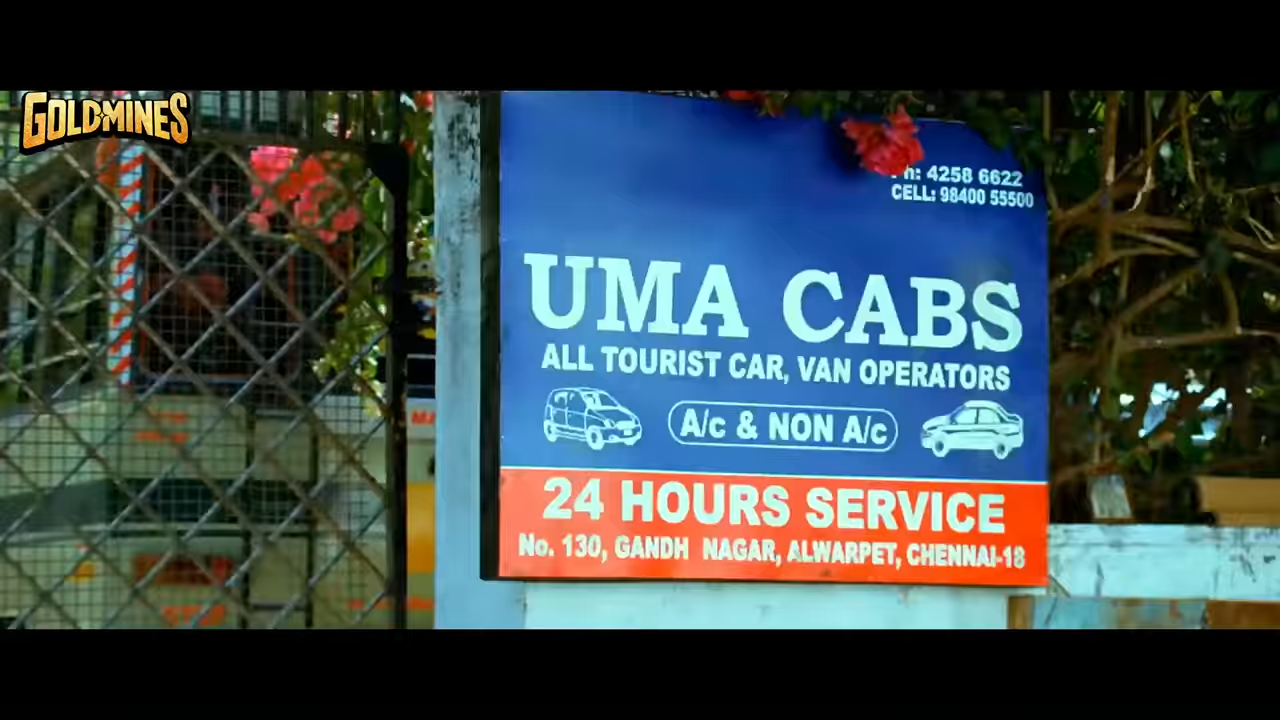 GOLDMINES
Ph: 4258 6622
CELL: 98400 55500
UMA CABS
ALL TOURIST CAR, VAN OPERATORS
A/c & NON A/c
24 HOURS SERVICE
No. 130, GANDH NAGAR, ALWARPET, CHENNAI-18